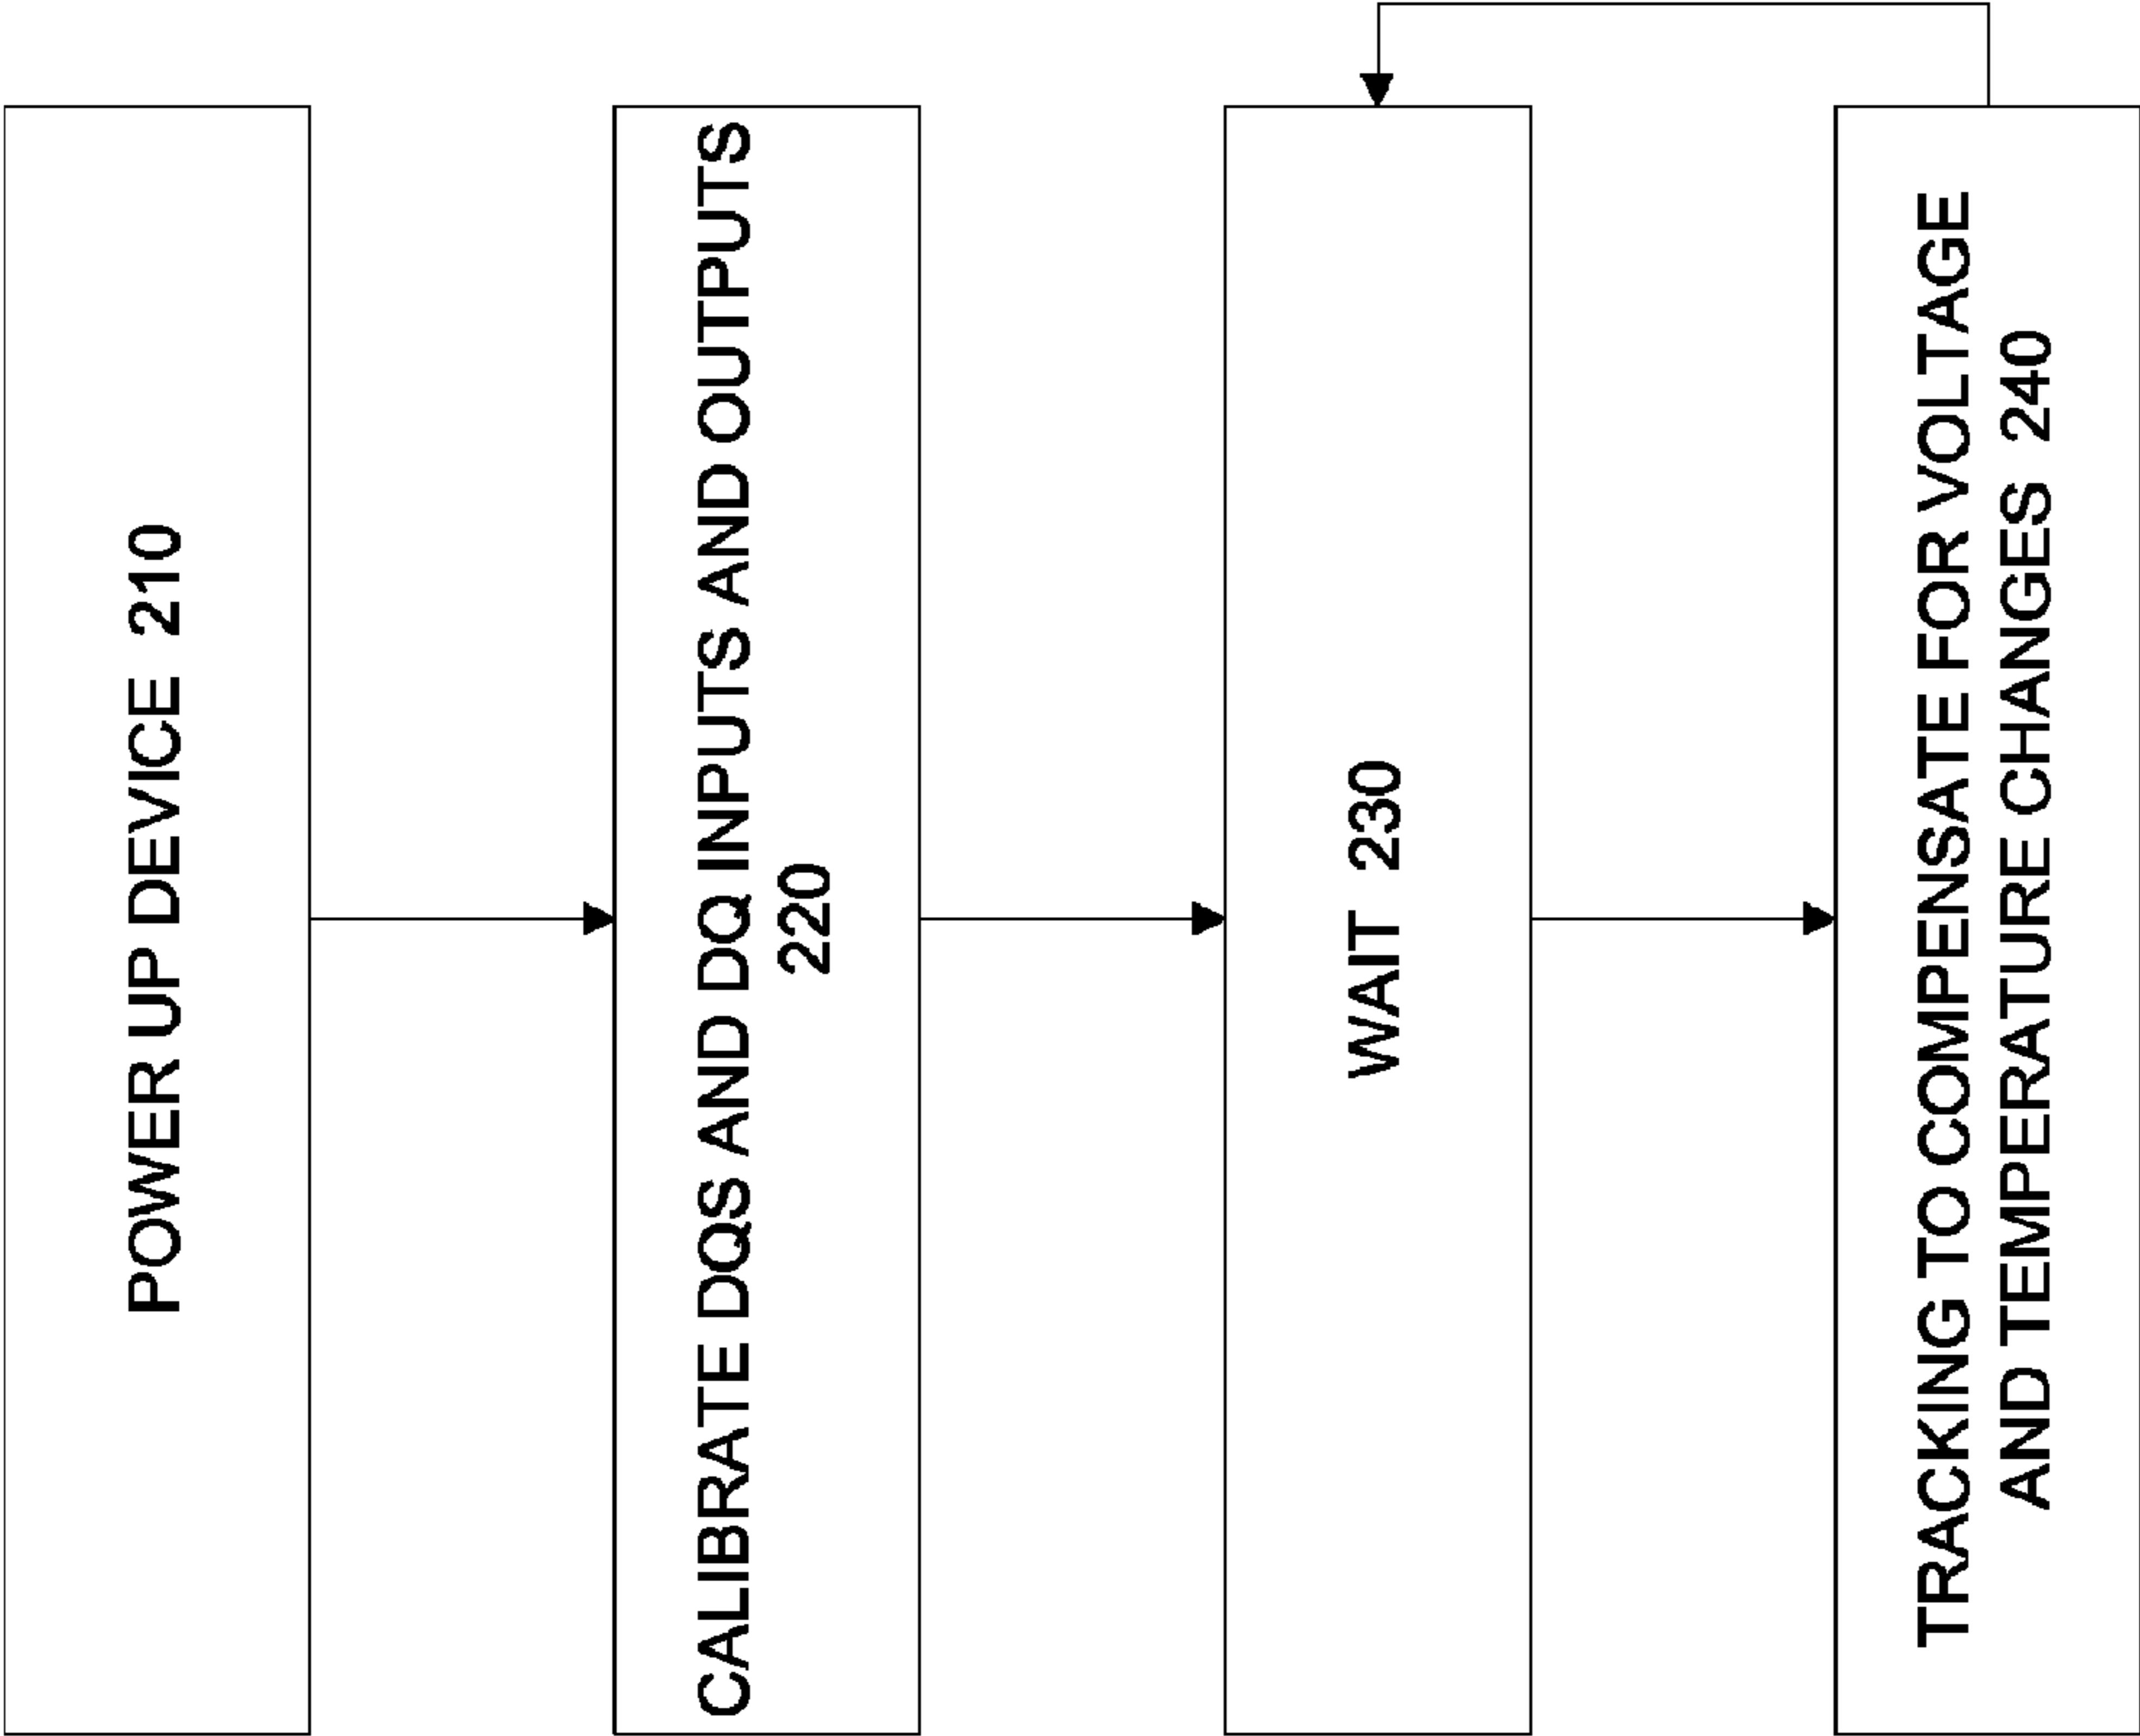 POWER UP DEVICE 210
CALIBRATE DQS AND DQ INPUTS AND OUTPUTS
220
WAIT 230
TRACKING TO COMPENSATE FOR VOLTAGE
AND TEMPERATURE CHANGES 240